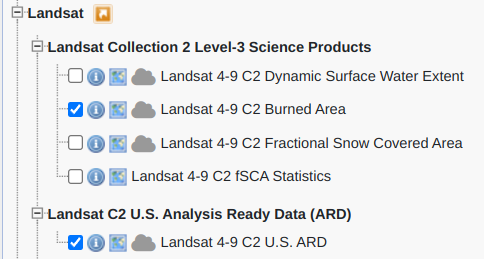 Landsat
Landsat Collection 2 Level-3 Science Products
Landsat 4-9 C2 Dynamic Surface Water Extent
Landsat 4-9 C2 Burned Area
Landsat 4-9 C2 Fractional Snow Covered Area
Landsat 4-9 C2 fSCA Statistics
Landsat C2 U.S. Analysis Ready Data (ARD)
Landsat 4-9 C2 U.S. ARD